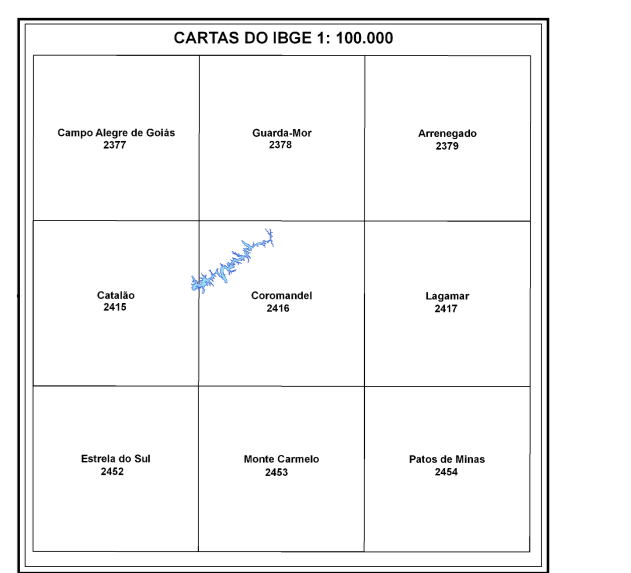 CARTAS DO IBGE 1: 100.000
Campo Alegre de Goiás
2377
Guarda-Mor
2378
Arrenegado
2379
Catalão
2415
Coromandel
2416
Lagamar
2417
Estrela do Sul
2452
Monte Carmelo
2453
Patos de Minas
2454